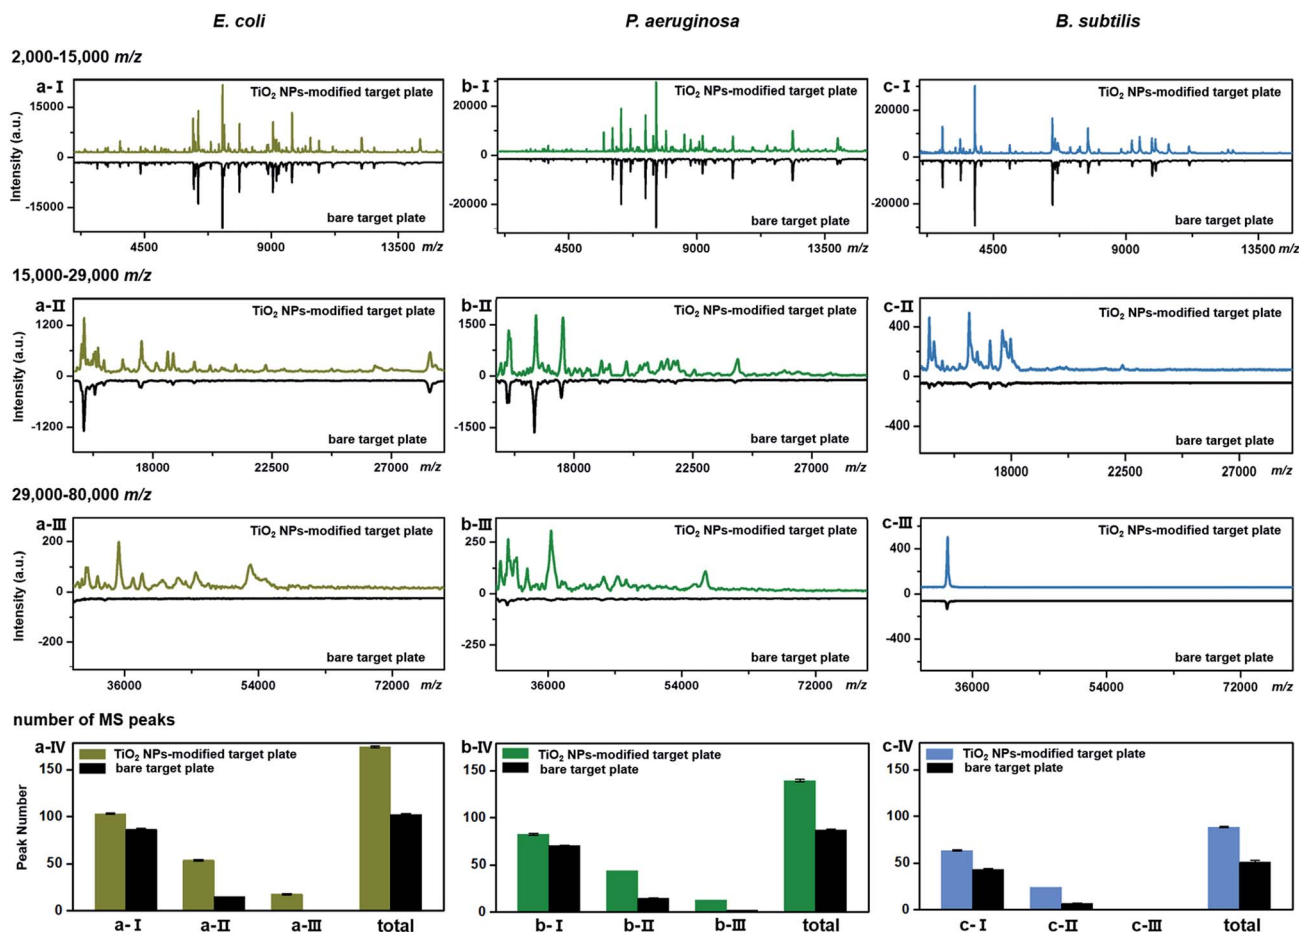 E. coli
P. aeruginosa
B. subtilis
2,000-15,000 m/z
a-Ⅰ
TiO₂ NPs-modified target plate
15000
0
-15000
Intensity (a.u.)
bare target plate
4500
9000
13500
m/z
b-Ⅰ
TiO₂ NPs-modified target plate
20000
0
-20000
bare target plate
4500
9000
13500
m/z
c-Ⅰ
TiO₂ NPs-modified target plate
20000
0
-20000
bare target plate
4500
9000
13500
m/z
15,000-29,000 m/z
a-Ⅱ
TiO₂ NPs-modified target plate
1200
0
-1200
Intensity (a.u.)
bare target plate
18000
22500
27000
m/z
b-Ⅱ
TiO₂ NPs-modified target plate
1500
0
-1500
bare target plate
18000
22500
27000
m/z
c-Ⅱ
TiO₂ NPs-modified target plate
400
0
-400
bare target plate
18000
22500
27000
m/z
29,000-80,000 m/z
a-Ⅲ
TiO₂ NPs-modified target plate
200
0
-200
Intensity (a.u.)
bare target plate
36000
54000
72000
m/z
b-Ⅲ
TiO₂ NPs-modified target plate
250
0
-250
bare target plate
36000
54000
72000
m/z
c-Ⅲ
TiO₂ NPs-modified target plate
400
0
-400
bare target plate
36000
54000
72000
m/z
number of MS peaks
a-Ⅳ
TiO₂ NPs-modified target plate
bare target plate
150
100
50
0
Peak Number
a-Ⅰ
a-Ⅱ
a-Ⅲ
total
b-Ⅳ
TiO₂ NPs-modified target plate
bare target plate
150
100
50
0
b-Ⅰ
b-Ⅱ
b-Ⅲ
total
c-Ⅳ
TiO₂ NPs-modified target plate
bare target plate
150
100
50
0
c-Ⅰ
c-Ⅱ
c-Ⅲ
total